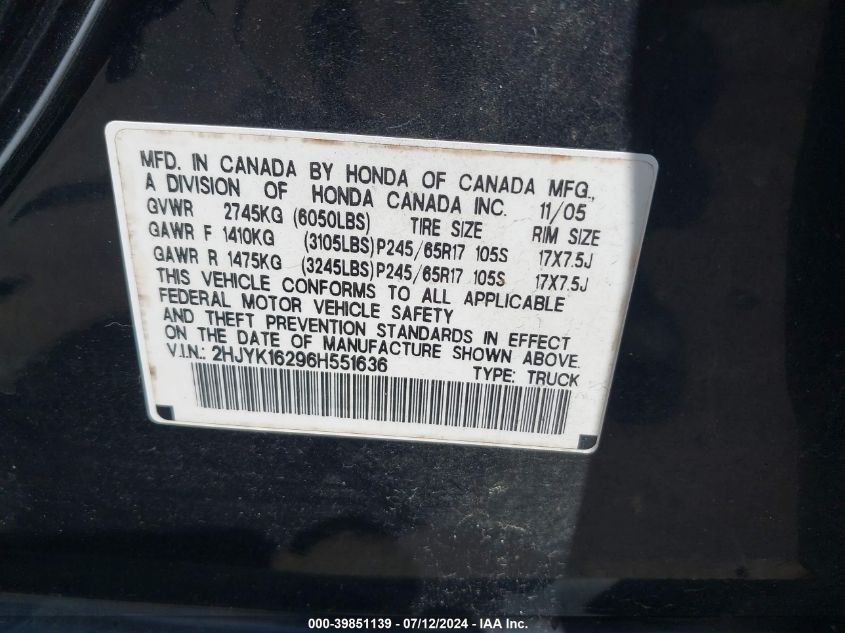 MFD. IN CANADA BY HONDA OF CANADA MFG.,
A DIVISION OF HONDA CANADA INC. 11/05
GVWR 2745KG (6050LBS) TIRE SIZE RIM SIZE
GAWR F 1410KG (3105LBS) P245/65R17 105S 17X7.5J
GAWR R 1475KG (3245LBS) P245/65R17 105S 17X7.5J
THIS VEHICLE CONFORMS TO ALL APPLICABLE
FEDERAL MOTOR VEHICLE SAFETY
AND THEFT PREVENTION STANDARDS IN EFFECT
ON THE DATE OF MANUFACTURE SHOWN ABOVE.
V.I.N.: 2HJYK16296H551636 TYPE: TRUCK
000-39851139 - 07/12/2024 - IAA Inc.